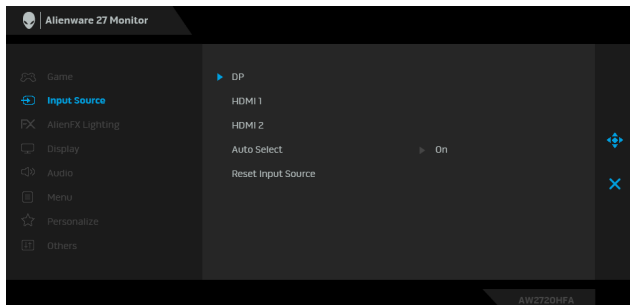 Alienware 27 Monitor
Game
DP
Input Source
HDMI 1
FX AlienFX Lighting
HDMI 2
Display
Auto Select On
Audio
Reset Input Source
Menu
Personalize
Others
AW2720HFA